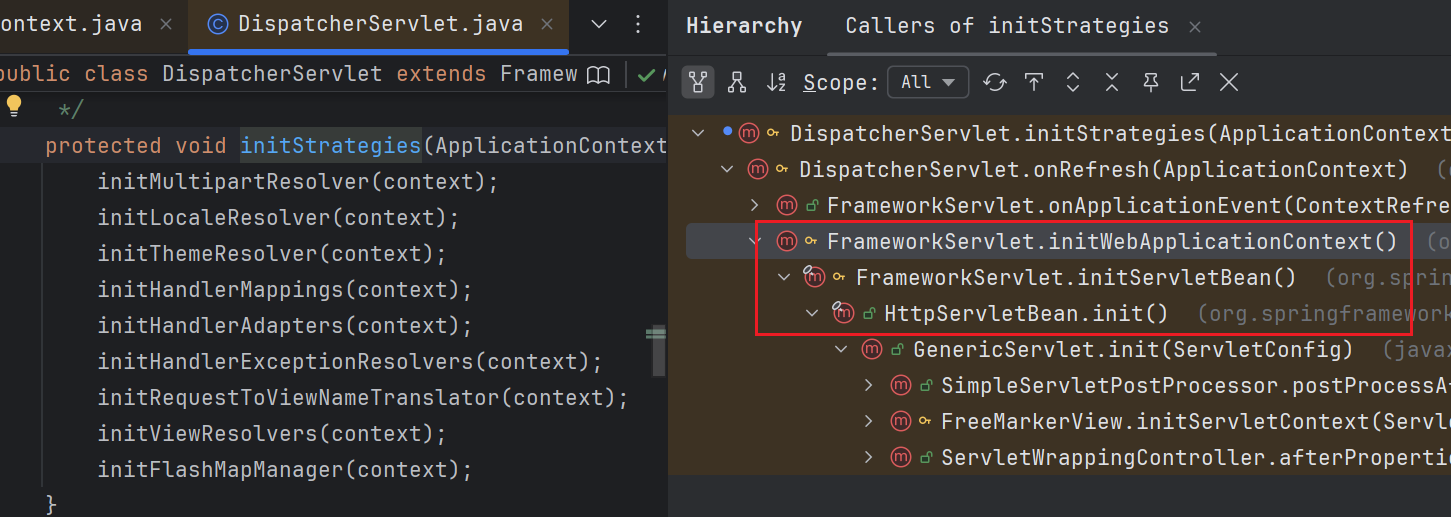 ontext.java
DispatcherServlet.java
public class DispatcherServlet extends Framew
*/
protected void initStrategies(ApplicationContext
initMultipartResolver(context);
initLocaleResolver(context);
initThemeResolver(context);
initHandlerMappings(context);
initHandlerAdapters(context);
initHandlerExceptionResolvers(context);
initRequestToViewNameTranslator(context);
initViewResolvers(context);
initFlashMapManager(context);
}
Hierarchy
Callers of initStrategies
Scope:
All
DispatcherServlet.initStrategies(ApplicationContext
DispatcherServlet.onRefresh(ApplicationContext) (o
FrameworkServlet.onApplicationEvent(ContextRefre
FrameworkServlet.initWebApplicationContext() (o
FrameworkServlet.initServletBean() (org.sprin
HttpServletBean.init() (org.springframework
GenericServlet.init(ServletConfig) (javax
SimpleServletPostProcessor.postProcessAf
FreeMarkerView.initServletContext(Servl
ServletWrappingController.afterPropertie